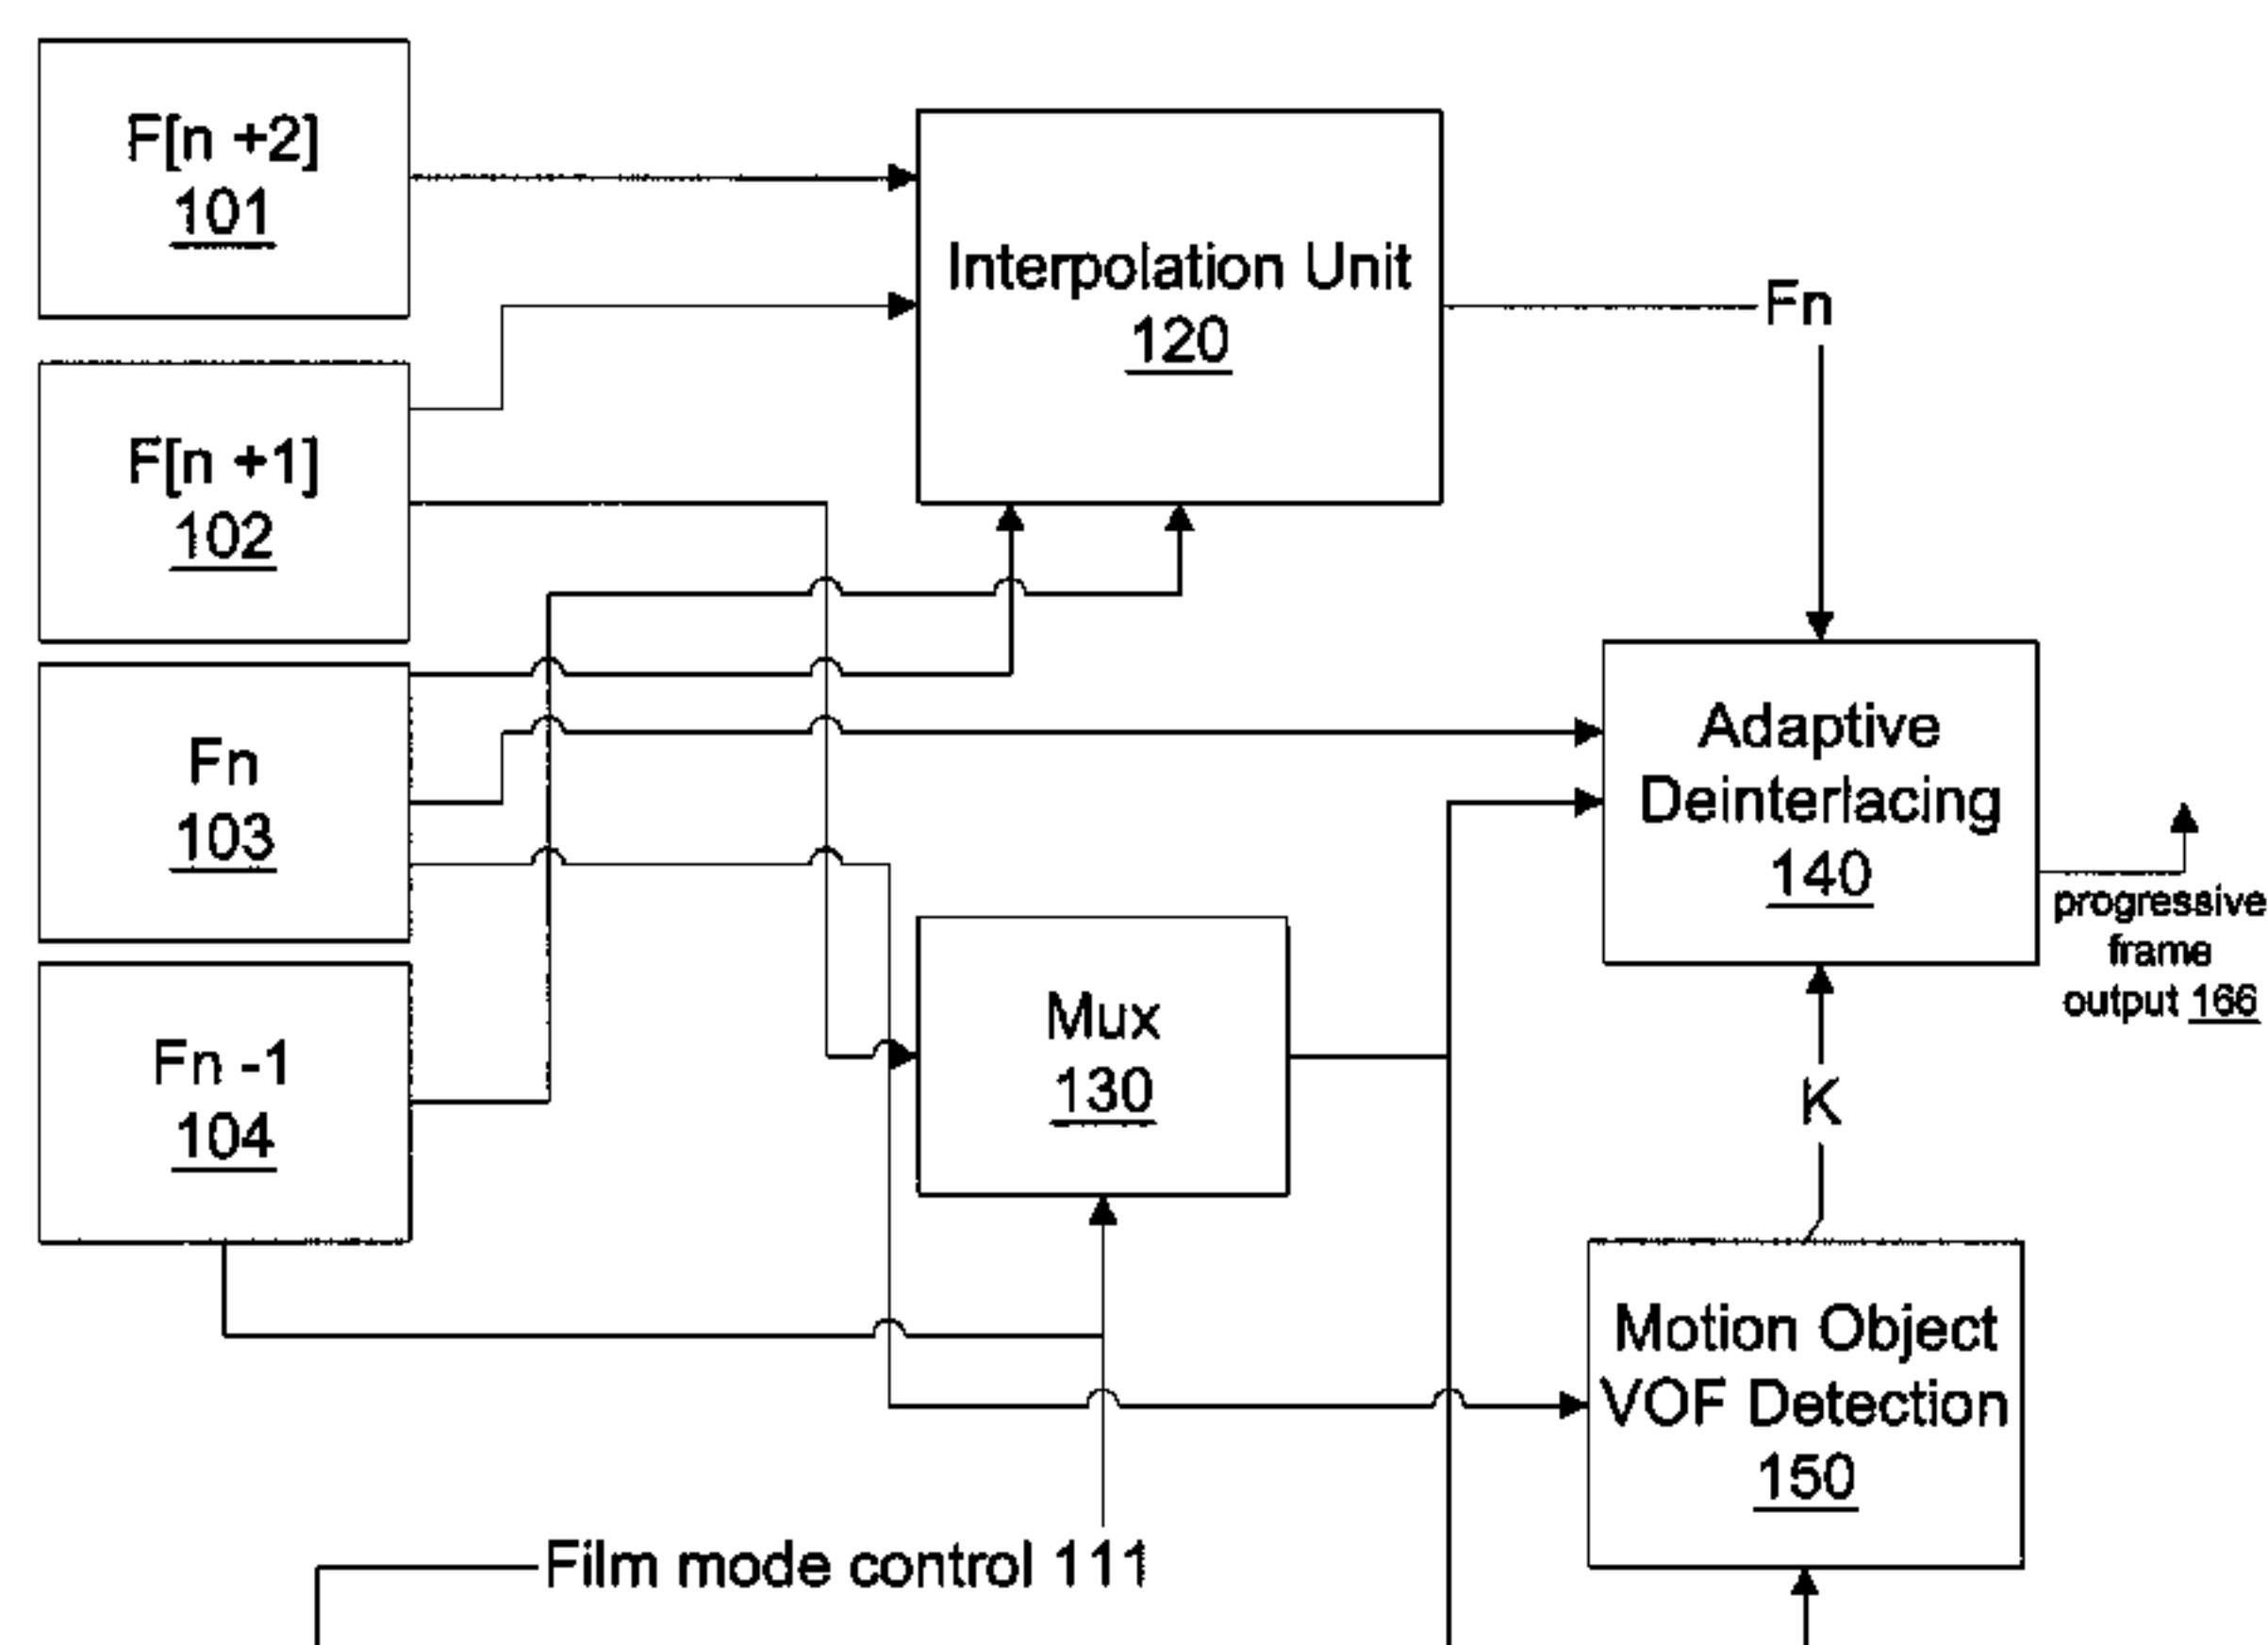 F[n +2]
101
F[n +1]
102
Fn
103
Fn -1
104
Interpolation Unit
120
Fn
Adaptive
Deinterlacing
140
progressive
frame
output 166
Mux
130
K
Motion Object
VOF Detection
150
Film mode control 111